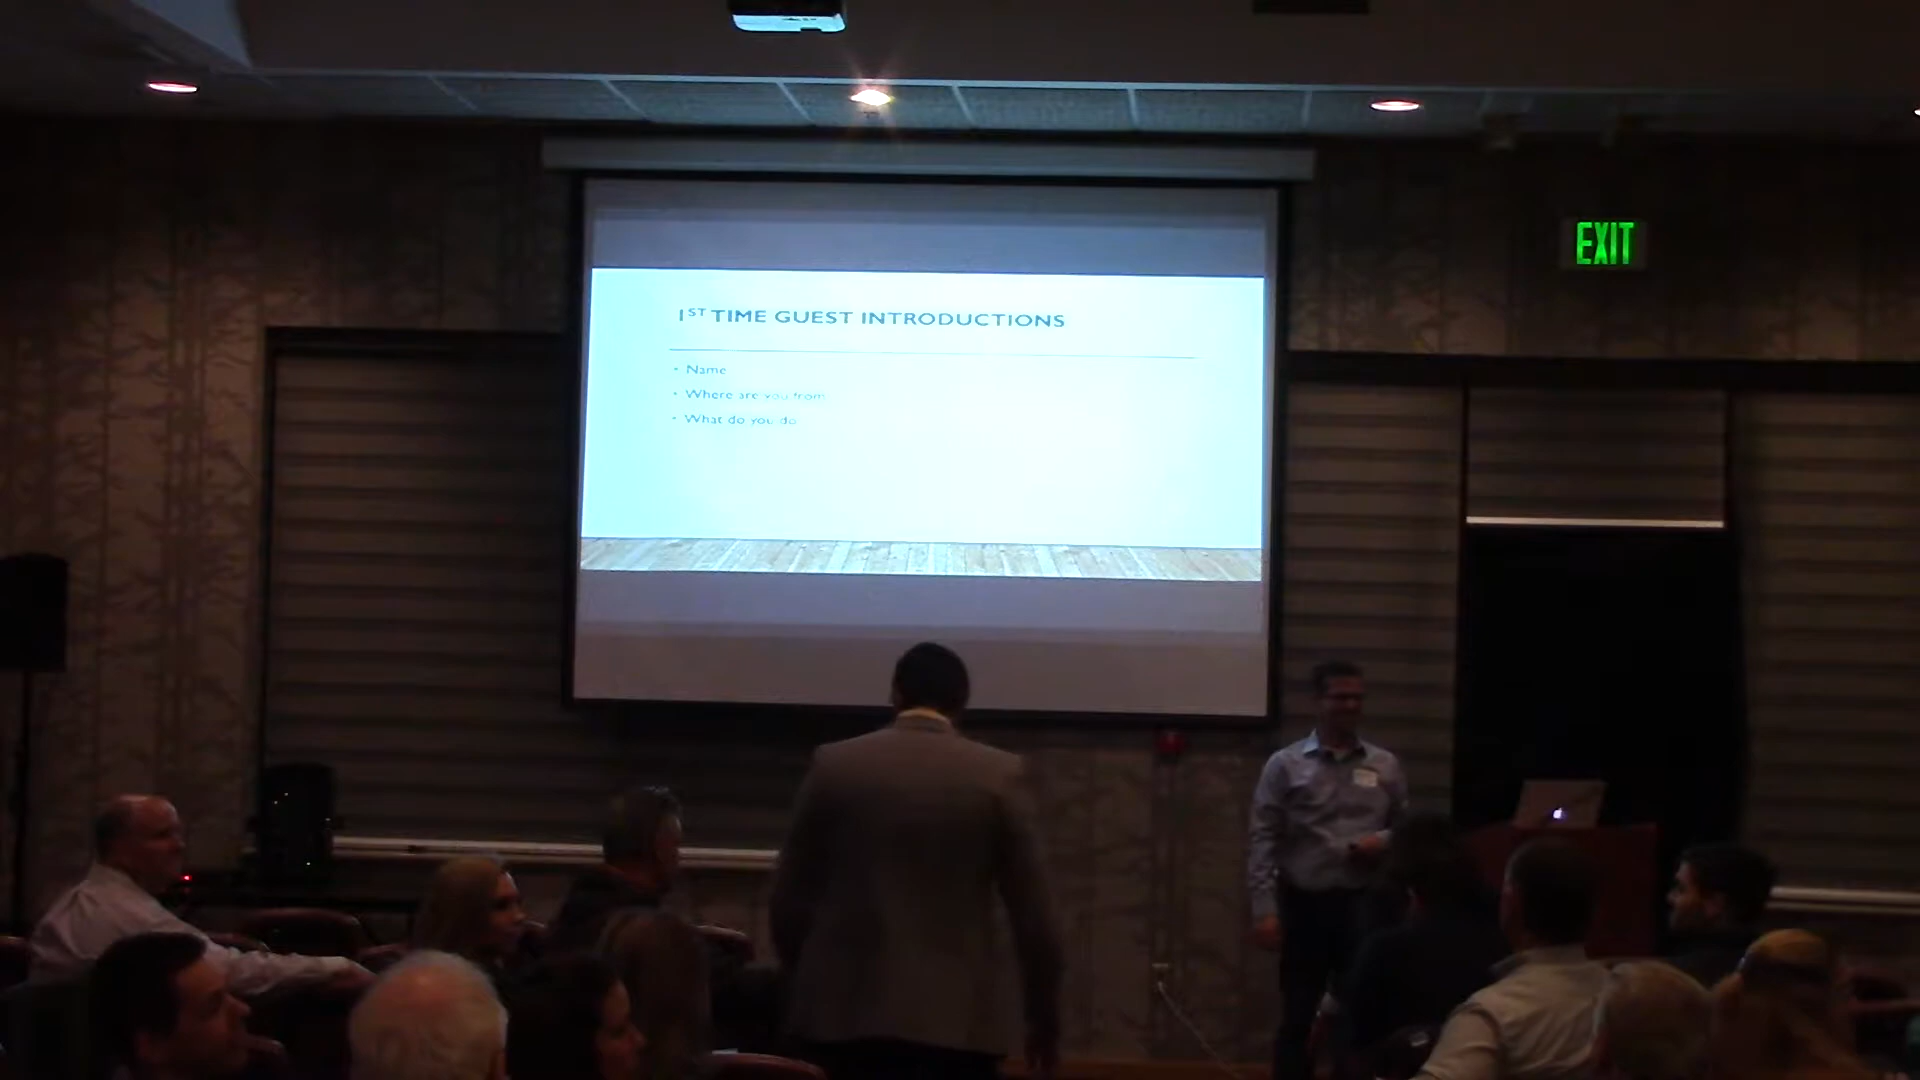 EXIT
1ST TIME GUEST INTRODUCTIONS
• Name
• Where are you from
• What do you do